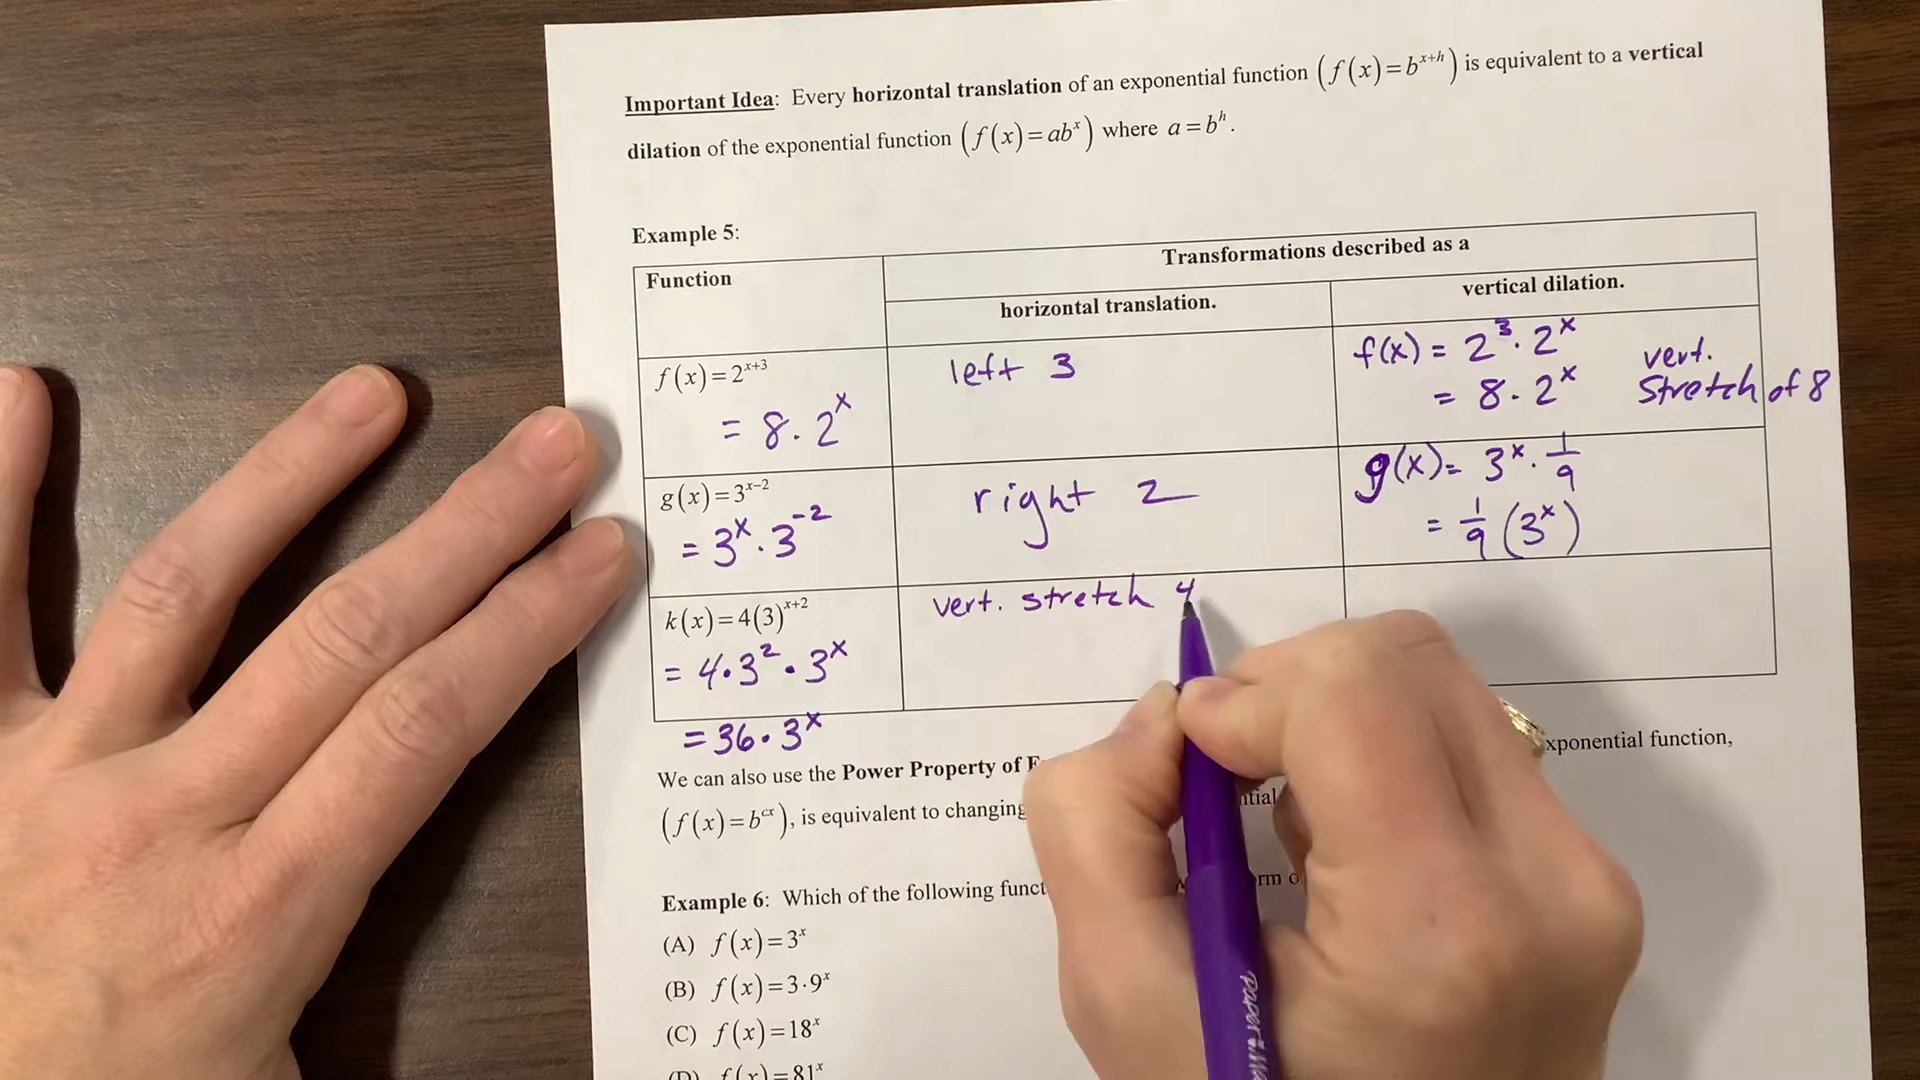 Important Idea: Every horizontal translation of an exponential function (f(x)=b^{x+h}) is equivalent to a vertical
dilation of the exponential function (f(x)=ab^x) where a=b^h.
Example 5:
Function
Transformations described as a
horizontal translation.
vertical dilation.
f(x)=2^{x+3}
= 8·2^x
left 3
f(x) = 2^3·2^x
= 8·2^x
vert.
stretch of 8
g(x)=3^{x−2}
= 3^x·3^{-2}
right 2
g(x)= 3^x·1/9
= 1/9(3^x)
k(x)=4(3)^{x+2}
= 4·3^2·3^x
= 36·3^x
vert. stretch 4
We can also use the Power Property of
xponential function,
(f(x)=b^{cx}), is equivalent to changing
ntial
Example 6: Which of the following funct
rm o
(A) f(x)=3^x
(B) f(x)=3·9^x
(C) f(x)=18^x
(D) f(x)=81^x